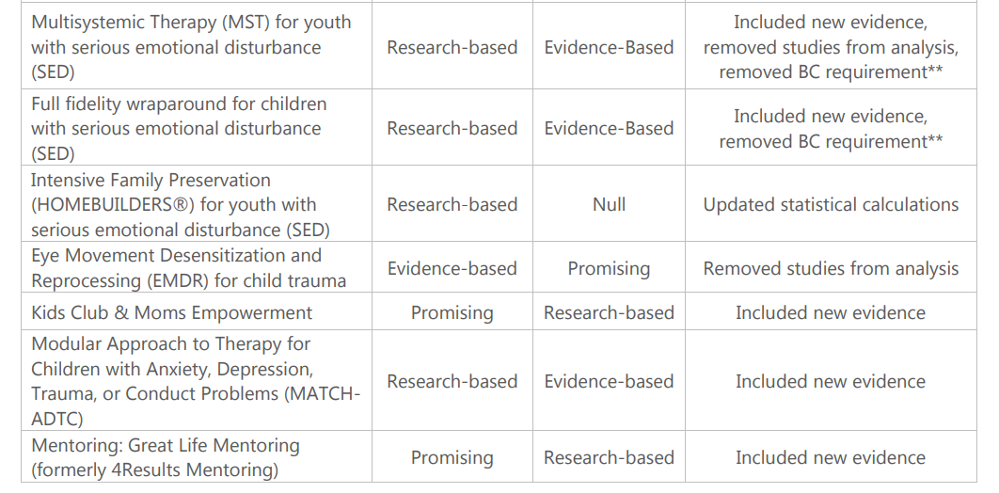 Multisystemic Therapy (MST) for youth
with serious emotional disturbance
(SED)
Research-based
Evidence-Based
Included new evidence,
removed studies from analysis,
removed BC requirement**
Full fidelity wraparound for children
with serious emotional disturbance
(SED)
Research-based
Evidence-Based
Included new evidence,
removed BC requirement**
Intensive Family Preservation
(HOMEBUILDERS®) for youth with
serious emotional disturbance (SED)
Research-based
Null
Updated statistical calculations
Eye Movement Desensitization and
Reprocessing (EMDR) for child trauma
Evidence-based
Promising
Removed studies from analysis
Kids Club & Moms Empowerment
Promising
Research-based
Included new evidence
Modular Approach to Therapy for
Children with Anxiety, Depression,
Trauma, or Conduct Problems (MATCH-
ADTC)
Research-based
Evidence-based
Included new evidence
Mentoring: Great Life Mentoring
(formerly 4Results Mentoring)
Promising
Research-based
Included new evidence